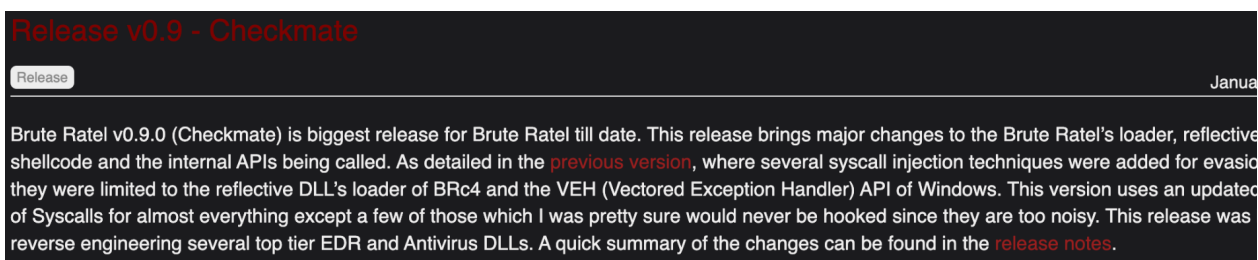 Release v0.9 - Checkmate
Release
Janua
Brute Ratel v0.9.0 (Checkmate) is biggest release for Brute Ratel till date. This release brings major changes to the Brute Ratel's loader, reflective
shellcode and the internal APIs being called. As detailed in the previous version, where several syscall injection techniques were added for evasio
they were limited to the reflective DLL's loader of BRc4 and the VEH (Vectored Exception Handler) API of Windows. This version uses an updated
of Syscalls for almost everything except a few of those which I was pretty sure would never be hooked since they are too noisy. This release was
reverse engineering several top tier EDR and Antivirus DLLs. A quick summary of the changes can be found in the release notes.